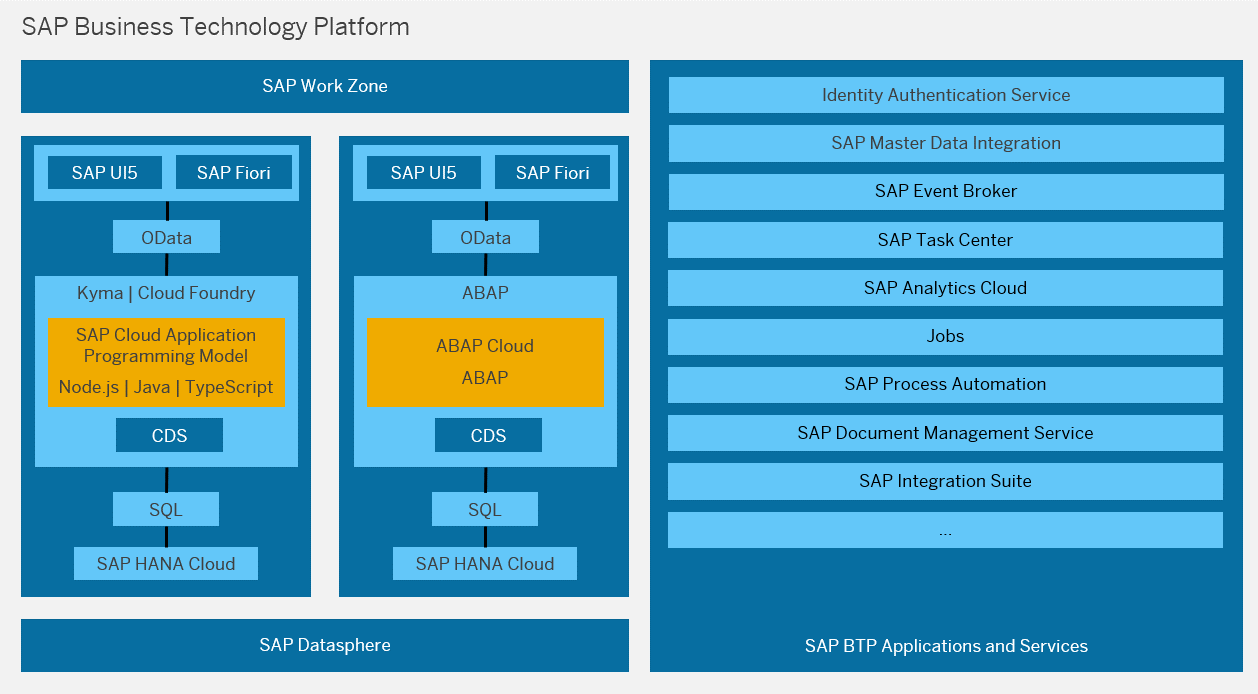 SAP Business Technology Platform
SAP Work Zone
SAP UI5
SAP Fiori
OData
Kyma | Cloud Foundry
SAP Cloud Application
Programming Model
Node.js | Java | TypeScript
CDS
SQL
SAP HANA Cloud
SAP UI5
SAP Fiori
OData
ABAP
ABAP Cloud
ABAP
CDS
SQL
SAP HANA Cloud
SAP Datasphere
Identity Authentication Service
SAP Master Data Integration
SAP Event Broker
SAP Task Center
SAP Analytics Cloud
Jobs
SAP Process Automation
SAP Document Management Service
SAP Integration Suite
...
SAP BTP Applications and Services